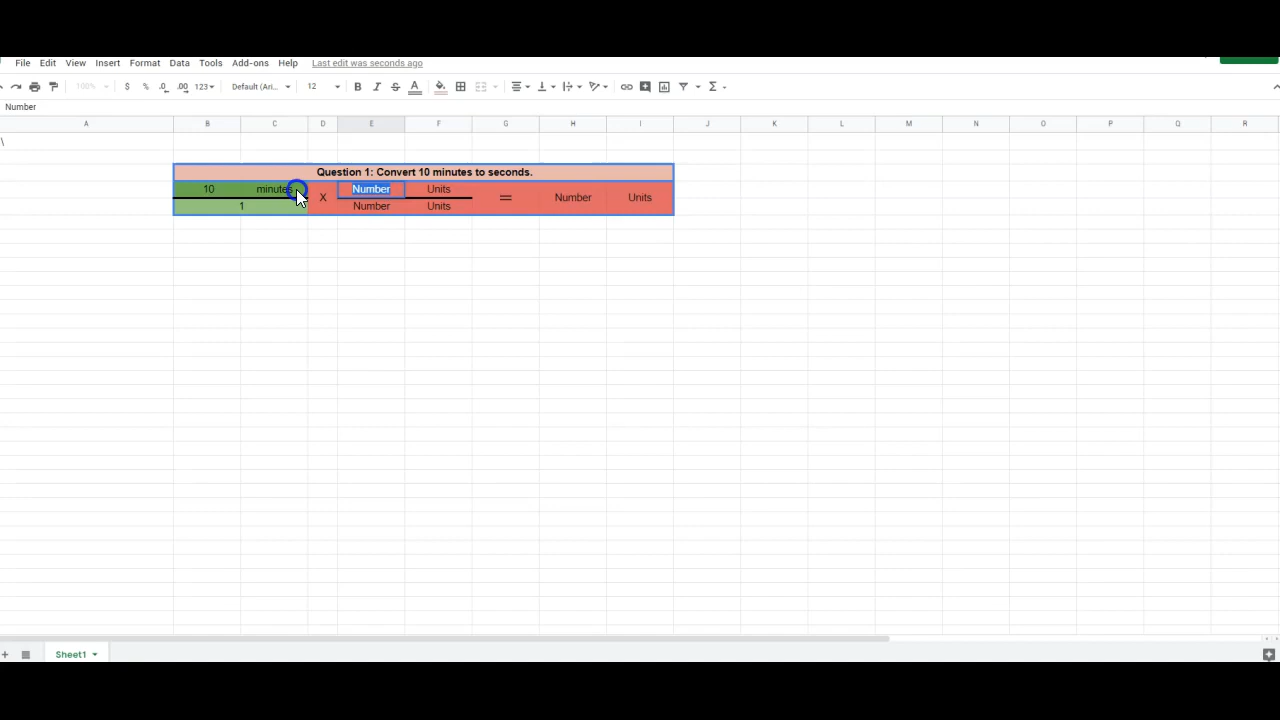 File Edit View Insert Format Data Tools Add-ons Help Last edit was seconds ago
100% $ % .0 .00 123 Default (Ari... 12 B I S A Σ
Number
A B C D E F G H I J K L M N O P Q R
\
Question 1: Convert 10 minutes to seconds.
10 minutes X Number Units = Number Units
1 Number Units
+ Sheet1